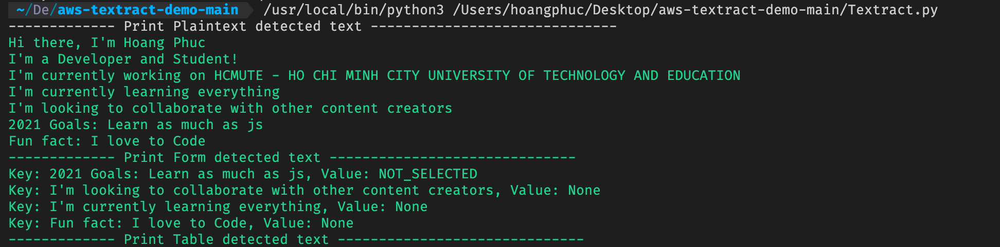 ~/De/aws-textract-demo-main /usr/local/bin/python3 /Users/hoangphuc/Desktop/aws-textract-demo-main/Textract.py
------------- Print Plaintext detected text ------------------------------
Hi there, I'm Hoang Phuc
I'm a Developer and Student!
I'm currently working on HCMUTE - HO CHI MINH CITY UNIVERSITY OF TECHNOLOGY AND EDUCATION
I'm currently learning everything
I'm looking to collaborate with other content creators
2021 Goals: Learn as much as js
Fun fact: I love to Code
------------- Print Form detected text ------------------------------
Key: 2021 Goals: Learn as much as js, Value: NOT_SELECTED
Key: I'm looking to collaborate with other content creators, Value: None
Key: I'm currently learning everything, Value: None
Key: Fun fact: I love to Code, Value: None
------------- Print Table detected text ------------------------------